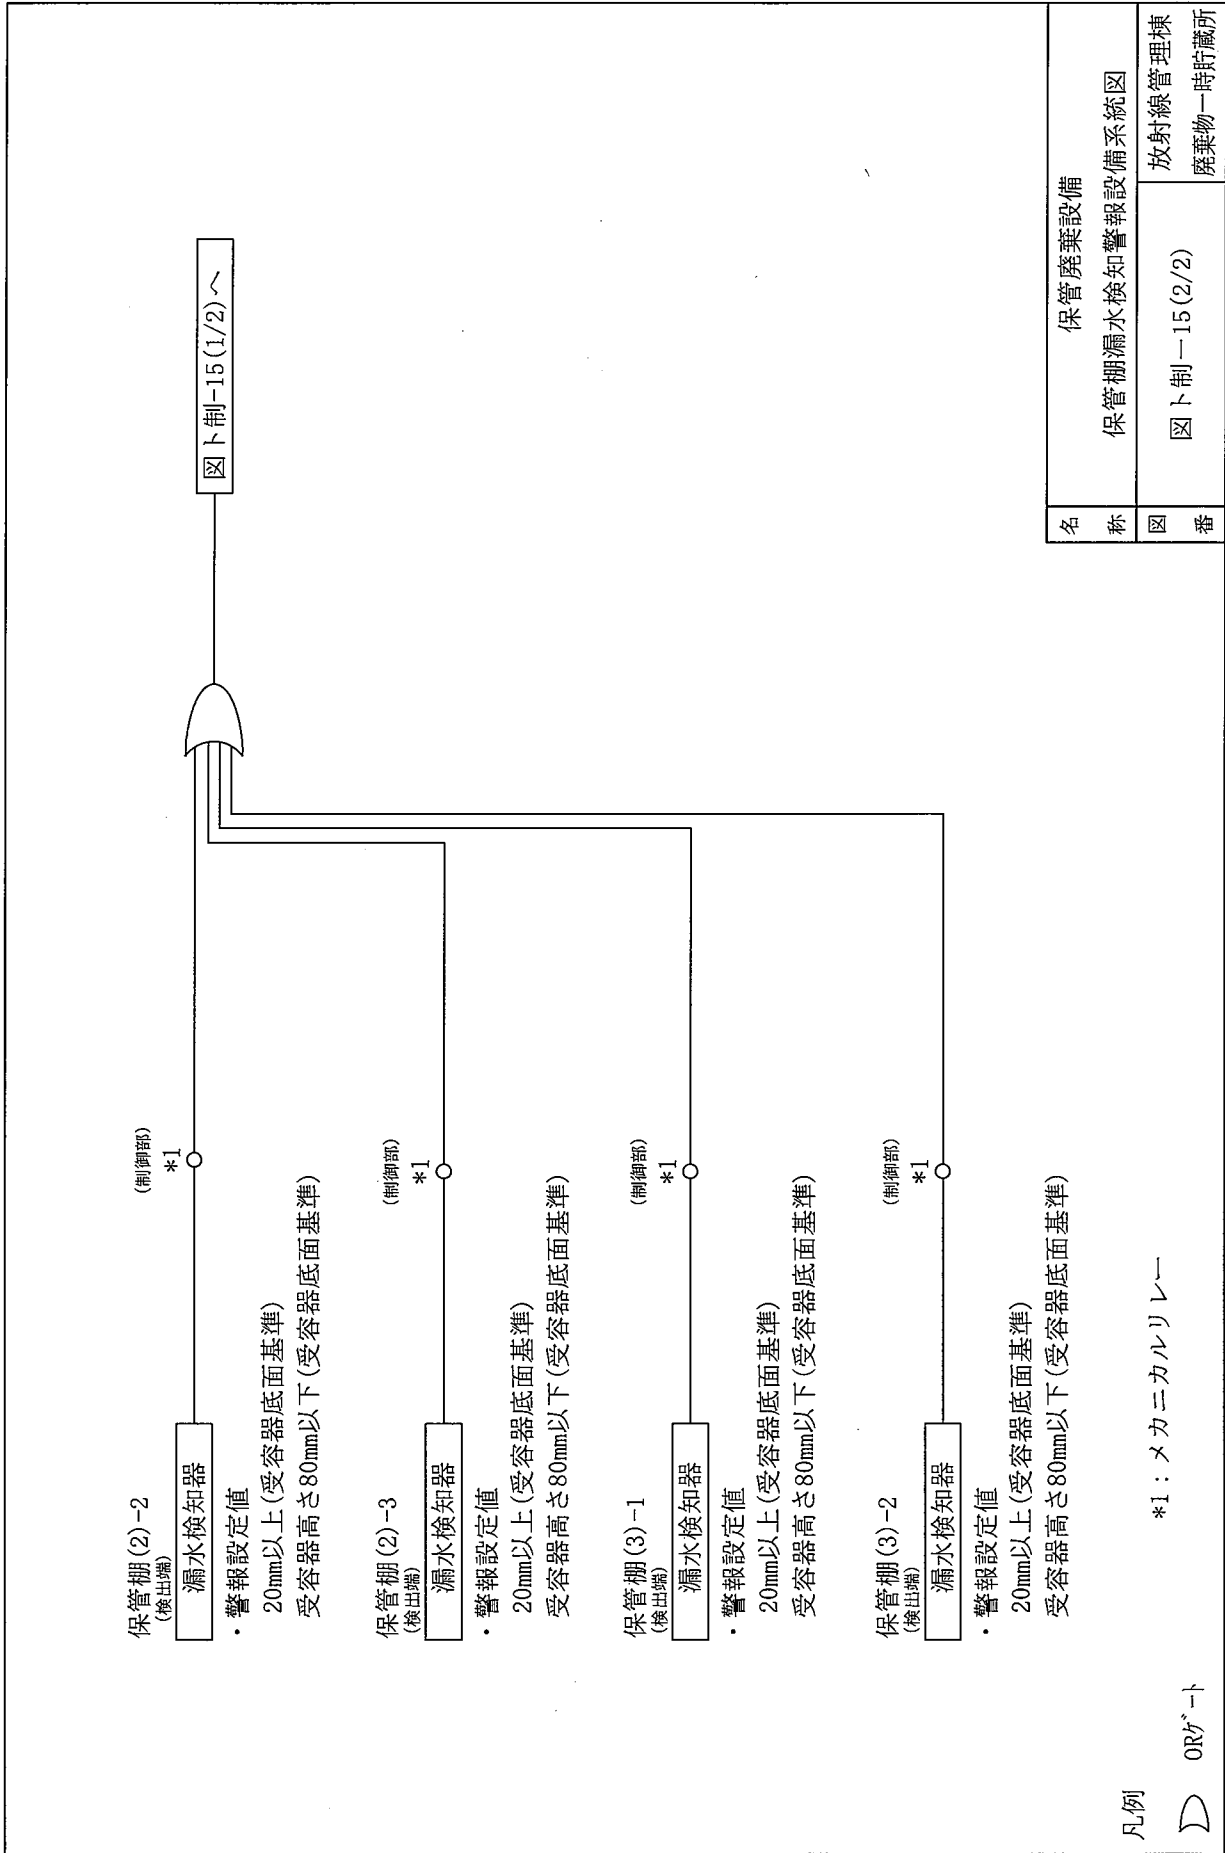 保管棚(2)-2
(検出端)
漏水検知器
(制御部)
*1
・警報設定値
20mm以上(受容器底面基準)
受容器高さ80mm以下(受容器底面基準)
図ト制-15(1/2)へ
保管棚(2)-3
(検出端)
漏水検知器
(制御部)
*1
・警報設定値
20mm以上(受容器底面基準)
受容器高さ80mm以下(受容器底面基準)
保管棚(3)-1
(検出端)
漏水検知器
(制御部)
*1
・警報設定値
20mm以上(受容器底面基準)
受容器高さ80mm以下(受容器底面基準)
保管棚(3)-2
(検出端)
漏水検知器
(制御部)
*1
・警報設定値
20mm以上(受容器底面基準)
受容器高さ80mm以下(受容器底面基準)
凡例
ORゲート
*1：メカニカルリレー
名称
保管廃棄設備
保管棚漏水検知警報設備系統図
図番
図ト制－15(2/2)
放射線管理棟
廃棄物一時貯蔵所